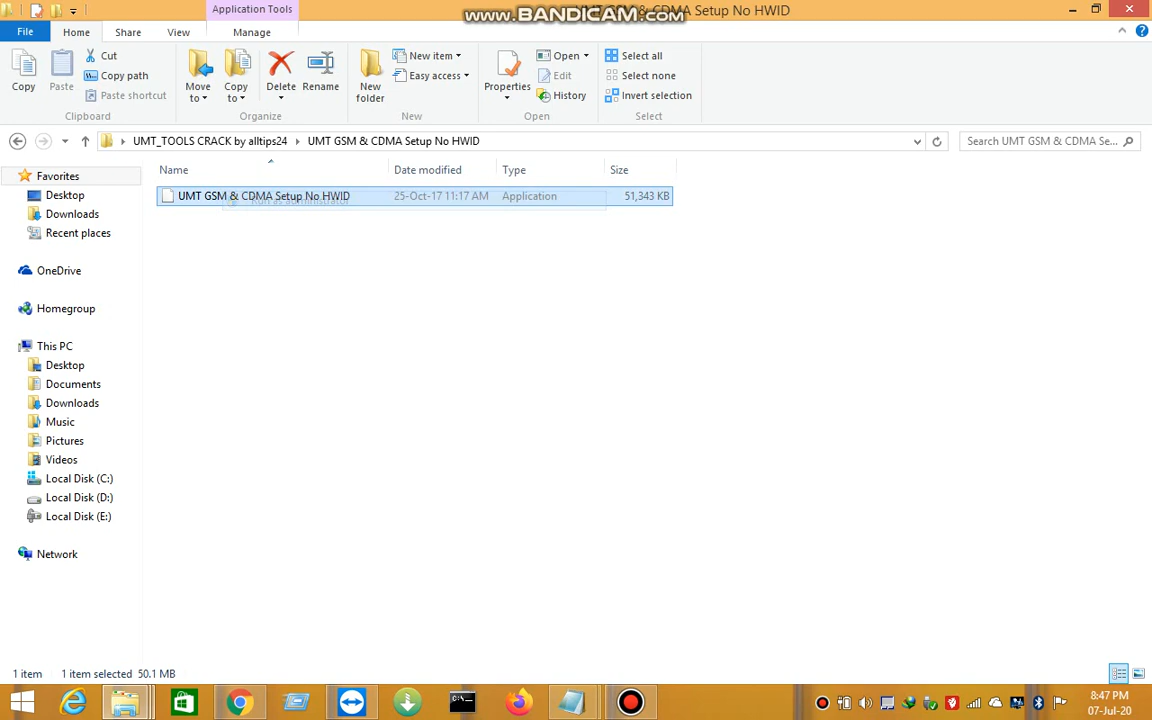 Application Tools
www.BANDICAM.com
CDMA Setup No HWID
File
Home
Share
View
Manage
Copy
Paste
Cut
Copy path
Paste shortcut
Clipboard
Move to
Copy to
Delete
Rename
Organize
New folder
New item
Easy access
New
Properties
Open
Edit
History
Open
Select all
Select none
Invert selection
Select
UMT_TOOLS CRACK by alltips24
UMT GSM & CDMA Setup No HWID
Search UMT GSM & CDMA Se...
Name
Date modified
Type
Size
UMT GSM & CDMA Setup No HWID
25-Oct-17 11:17 AM
Application
51,343 KB
Run as administrator
Favorites
Desktop
Downloads
Recent places
OneDrive
Homegroup
This PC
Desktop
Documents
Downloads
Music
Pictures
Videos
Local Disk (C:)
Local Disk (D:)
Local Disk (E:)
Network
1 item
1 item selected 50.1 MB
8:47 PM
07-Jul-20